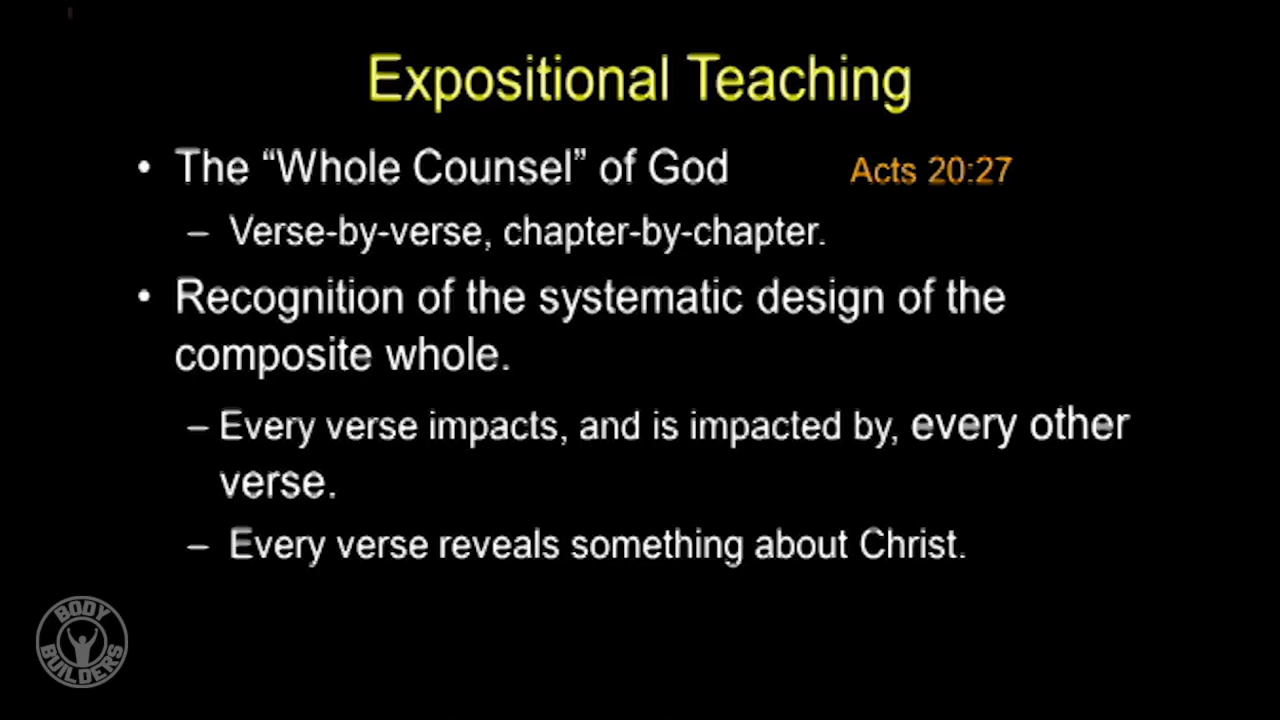 Expositional Teaching
• The “Whole Counsel” of God Acts 20:27
– Verse-by-verse, chapter-by-chapter.
• Recognition of the systematic design of the
composite whole.
– Every verse impacts, and is impacted by, every other
verse.
– Every verse reveals something about Christ.
BODY
BUILDERS